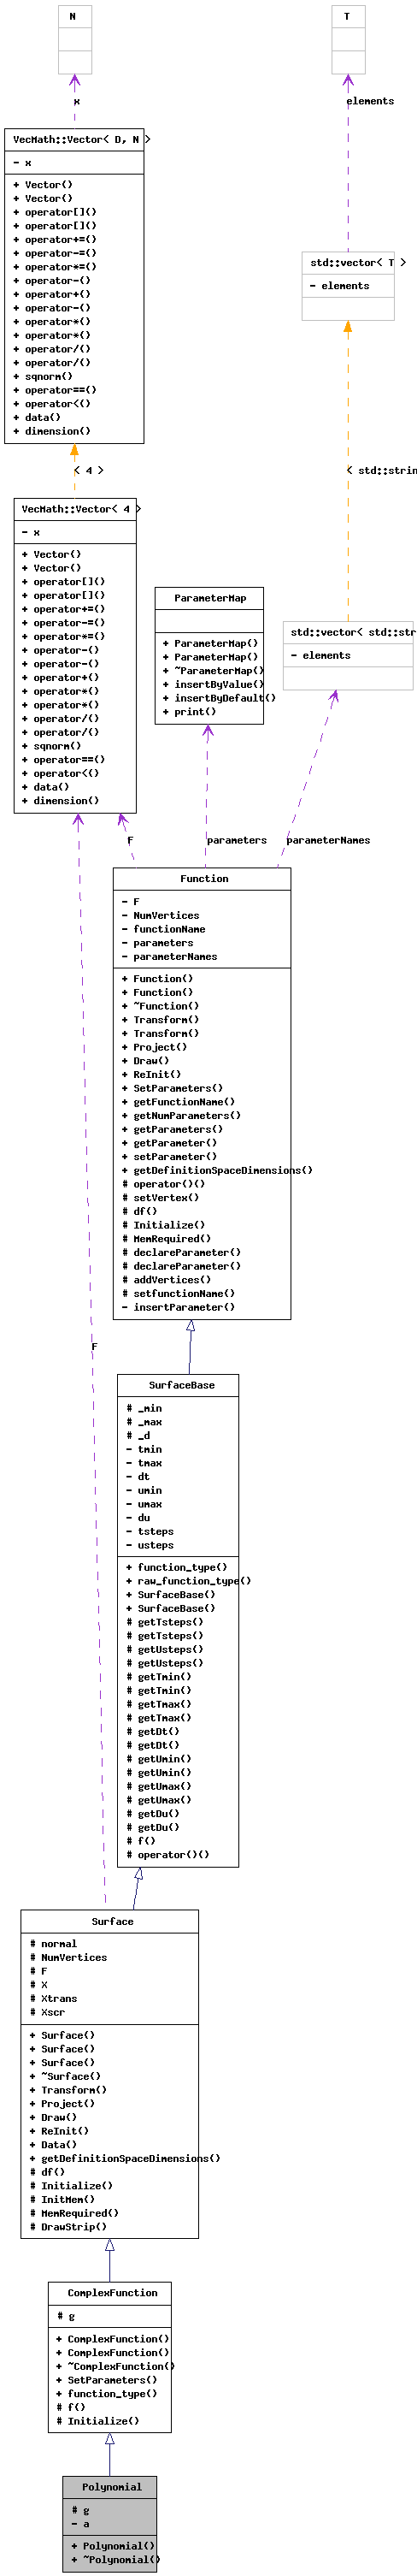 N
T
x
elements
VecMath::Vector< D, N >
- x
+ Vector()
+ Vector()
+ operator[]()
+ operator[]()
+ operator+=()
+ operator-=()
+ operator*=()
+ operator-()
+ operator+()
+ operator-()
+ operator*()
+ operator*()
+ operator/()
+ operator/()
+ sqnorm()
+ operator==()
+ operator<()
+ data()
+ dimension()
std::vector< T >
- elements
< 4 >
< std::strin
VecMath::Vector< 4 >
- x
+ Vector()
+ Vector()
+ operator[]()
+ operator[]()
+ operator+=()
+ operator-=()
+ operator*=()
+ operator-()
+ operator-()
+ operator+()
+ operator*()
+ operator*()
+ operator/()
+ operator/()
+ sqnorm()
+ operator==()
+ operator<()
+ data()
+ dimension()
ParameterMap
+ ParameterMap()
+ ParameterMap()
+ ~ParameterMap()
+ insertByValue()
+ insertByDefault()
+ print()
std::vector< std::str
- elements
F
parameters
parameterNames
Function
- F
- NumVertices
- functionName
- parameters
- parameterNames
+ Function()
+ Function()
+ ~Function()
+ Transform()
+ Transform()
+ Project()
+ Draw()
+ ReInit()
+ SetParameters()
+ getFunctionName()
+ getNumParameters()
+ getParameters()
+ getParameter()
+ setParameter()
+ getDefinitionSpaceDimensions()
# operator()()
# setVertex()
# df()
# Initialize()
# MemRequired()
# declareParameter()
# declareParameter()
# addVertices()
# setfunctionName()
- insertParameter()
F
SurfaceBase
# _min
# _max
# _d
- tmin
- tmax
- dt
- umin
- umax
- du
- tsteps
- usteps
+ function_type()
+ raw_function_type()
+ SurfaceBase()
+ SurfaceBase()
# getTsteps()
# getTsteps()
# getUsteps()
# getUsteps()
# getTmin()
# getTmin()
# getTmax()
# getTmax()
# getDt()
# getDt()
# getUmin()
# getUmin()
# getUmax()
# getUmax()
# getDu()
# getDu()
# f()
# operator()()
Surface
# normal
# NumVertices
# F
# X
# Xtrans
# Xscr
+ Surface()
+ Surface()
+ Surface()
+ ~Surface()
+ Transform()
+ Project()
+ Draw()
+ ReInit()
+ Data()
+ getDefinitionSpaceDimensions()
# df()
# Initialize()
# InitMem()
# MemRequired()
# DrawStrip()
ComplexFunction
# g
+ ComplexFunction()
+ ComplexFunction()
+ ~ComplexFunction()
+ SetParameters()
+ function_type()
# f()
# Initialize()
Polynomial
# g
- a
+ Polynomial()
+ ~Polynomial()